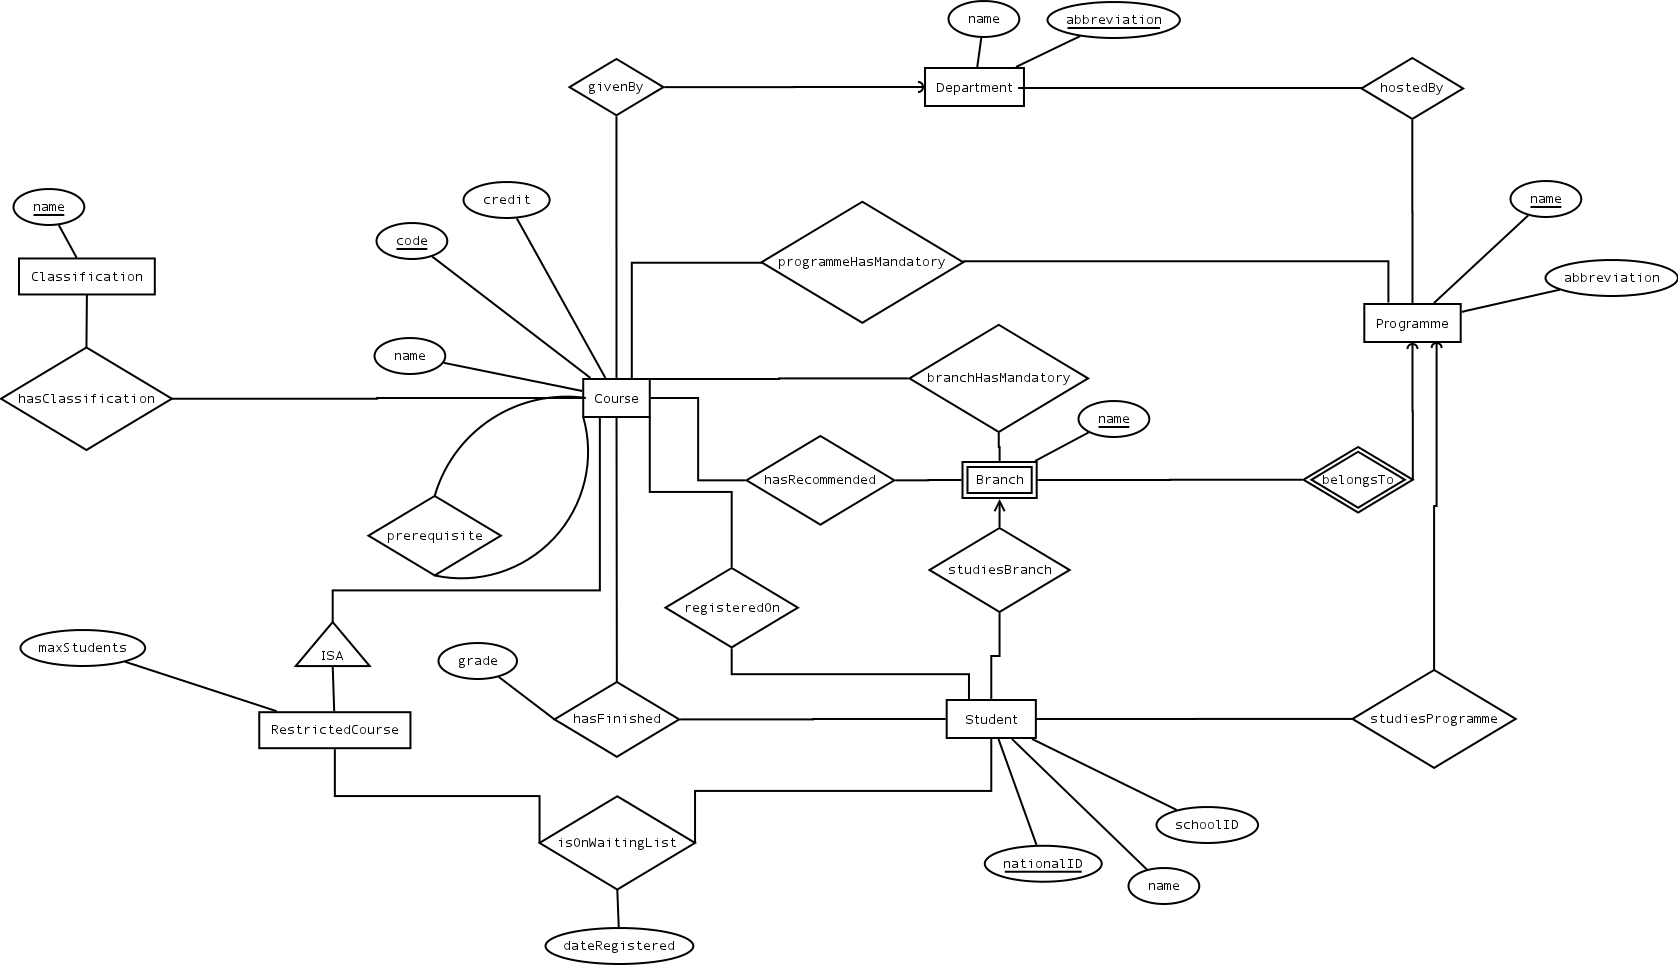 name
abbreviation
givenBy
Department
hostedBy
name
credit
name
code
programmeHasMandatory
Classification
abbreviation
Programme
name
branchHasMandatory
hasClassification
Course
name
hasRecommended
Branch
belongsTo
prerequisite
studiesBranch
registeredOn
maxStudents
ISA
grade
RestrictedCourse
hasFinished
Student
studiesProgramme
schoolID
isOnWaitingList
nationalID
name
dateRegistered